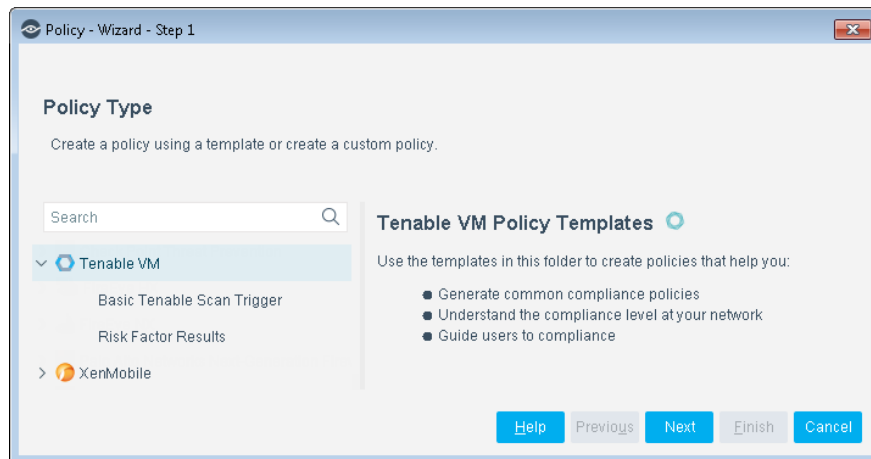 Policy - Wizard - Step 1
Policy Type
Create a policy using a template or create a custom policy.
Search
Tenable VM
Basic Tenable Scan Trigger
Risk Factor Results
XenMobile
Tenable VM Policy Templates
Use the templates in this folder to create policies that help you:
Generate common compliance policies
Understand the compliance level at your network
Guide users to compliance
Help
Previous
Next
Finish
Cancel